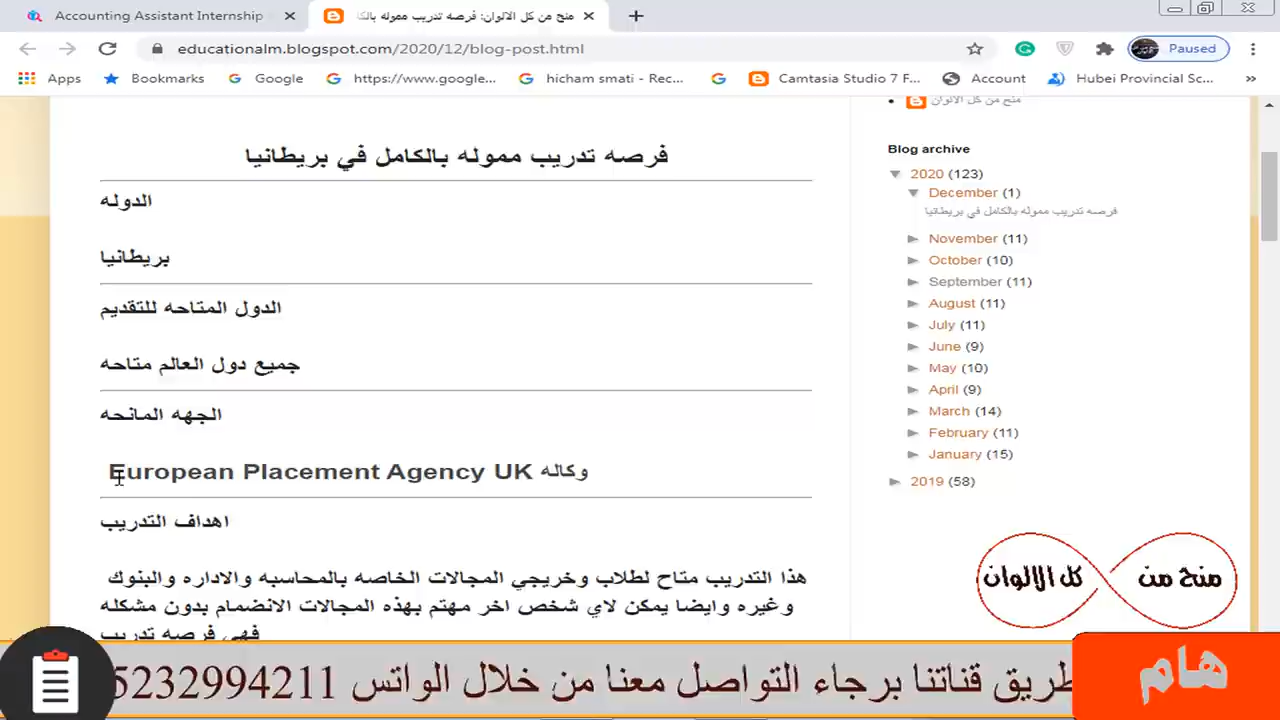 Accounting Assistant Internship
منح من كل الالوان: فرصه تدريب مموله بالكا
educationalm.blogspot.com/2020/12/blog-post.html
Paused
Apps
Bookmarks
Google
https://www.google...
hicham smati - Rec...
Camtasia Studio 7 F...
Account
Hubei Provincial Sc...
»
منح من كل الالوان
فرصه تدريب مموله بالكامل في بريطانيا
الدوله
بريطانيا
الدول المتاحه للتقديم
جميع دول العالم متاحه
الجهه المانحه
European Placement Agency UK وكاله
اهداف التدريب
هذا التدريب متاح لطلاب وخريجي المجالات الخاصه بالمحاسبه والاداره والبنوك
وغيره وايضا يمكن لاي شخص اخر مهتم بهذه المجالات الانضمام بدون مشكله
فهي فرصه تدريب
Blog archive
▼ 2020 (123)
▼ December (1)
فرصه تدريب مموله بالكامل في بريطانيا
► November (11)
► October (10)
► September (11)
► August (11)
► July (11)
► June (9)
► May (10)
► April (9)
► March (14)
► February (11)
► January (15)
► 2019 (58)
منح من كل الالوان
هام
طريق قناتنا برجاء التواصل معنا من خلال الواتس 5232994211